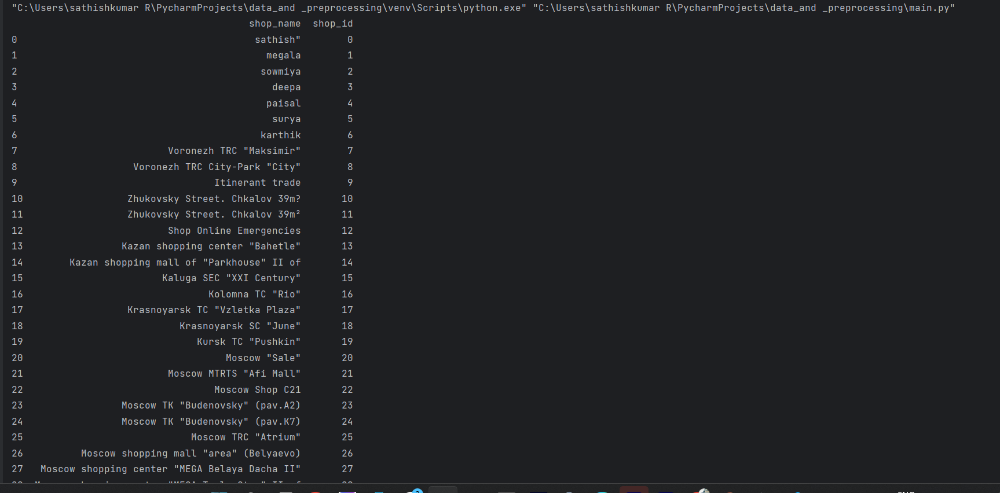 "C:\Users\sathishkumar R\PycharmProjects\data_and _preprocessing\venv\Scripts\python.exe" "C:\Users\sathishkumar R\PycharmProjects\data_and _preprocessing\main.py"
shop_name shop_id
0 sathish" 0
1 megala 1
2 sowmiya 2
3 deepa 3
4 paisal 4
5 surya 5
6 karthik 6
7 Voronezh TRC "Maksimir" 7
8 Voronezh TRC City-Park "City" 8
9 Itinerant trade 9
10 Zhukovsky Street. Chkalov 39m? 10
11 Zhukovsky Street. Chkalov 39m² 11
12 Shop Online Emergencies 12
13 Kazan shopping center "Bahetle" 13
14 Kazan shopping mall of "Parkhouse" II of 14
15 Kaluga SEC "XXI Century" 15
16 Kolomna TC "Rio" 16
17 Krasnoyarsk TC "Vzletka Plaza" 17
18 Krasnoyarsk SC "June" 18
19 Kursk TC "Pushkin" 19
20 Moscow "Sale" 20
21 Moscow MTRTS "Afi Mall" 21
22 Moscow Shop C21 22
23 Moscow TK "Budenovsky" (pav.A2) 23
24 Moscow TK "Budenovsky" (pav.K7) 24
25 Moscow TRC "Atrium" 25
26 Moscow shopping mall "area" (Belyaevo) 26
27 Moscow shopping center "MEGA Belaya Dacha II" 27